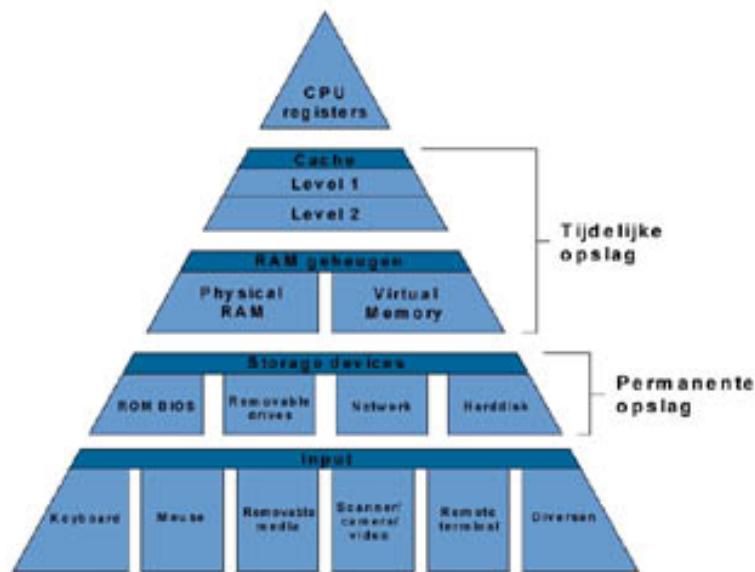 CPU
registers
Cache
Level 1
Level 2
Tijdelijke
opslag
RAM geheugen
Physical
RAM
Virtual
Memory
Storage devices
ROM BIOS
Removable
drives
Network
Harddisk
Permanente
opslag
Input
Keyboard
Mouse
Removable
media
Scanner/
camera/
video
Remote
terminal
Diversen